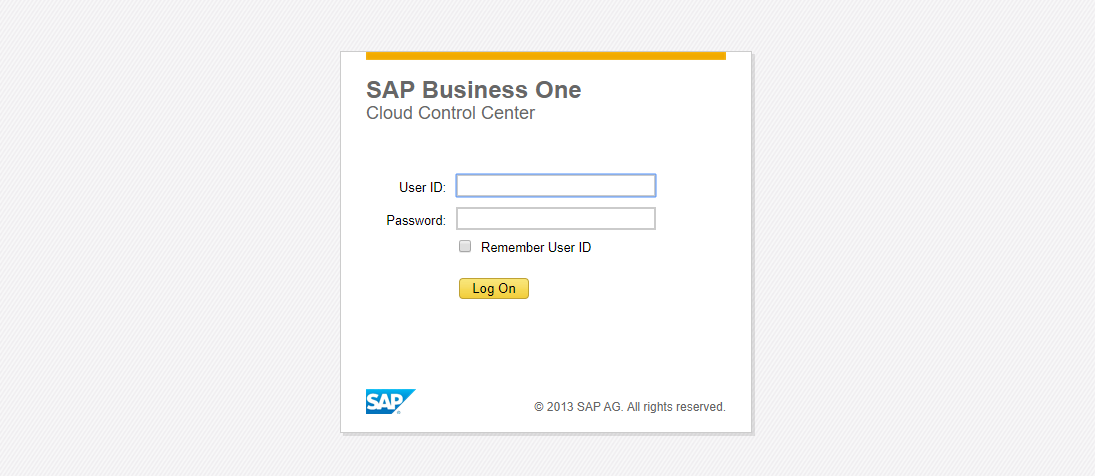 SAP Business One
Cloud Control Center
User ID:
Password:
Remember User ID
Log On
SAP
© 2013 SAP AG. All rights reserved.